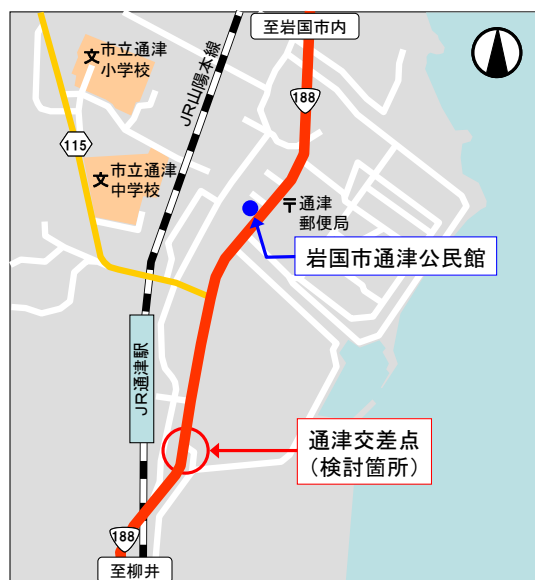 至岩国市内
市立通津
小学校
JR山陽本線
188
115
市立通津
中学校
通津
郵便局
岩国市通津公民館
JR通津駅
通津交差点
（検討箇所）
188
至柳井